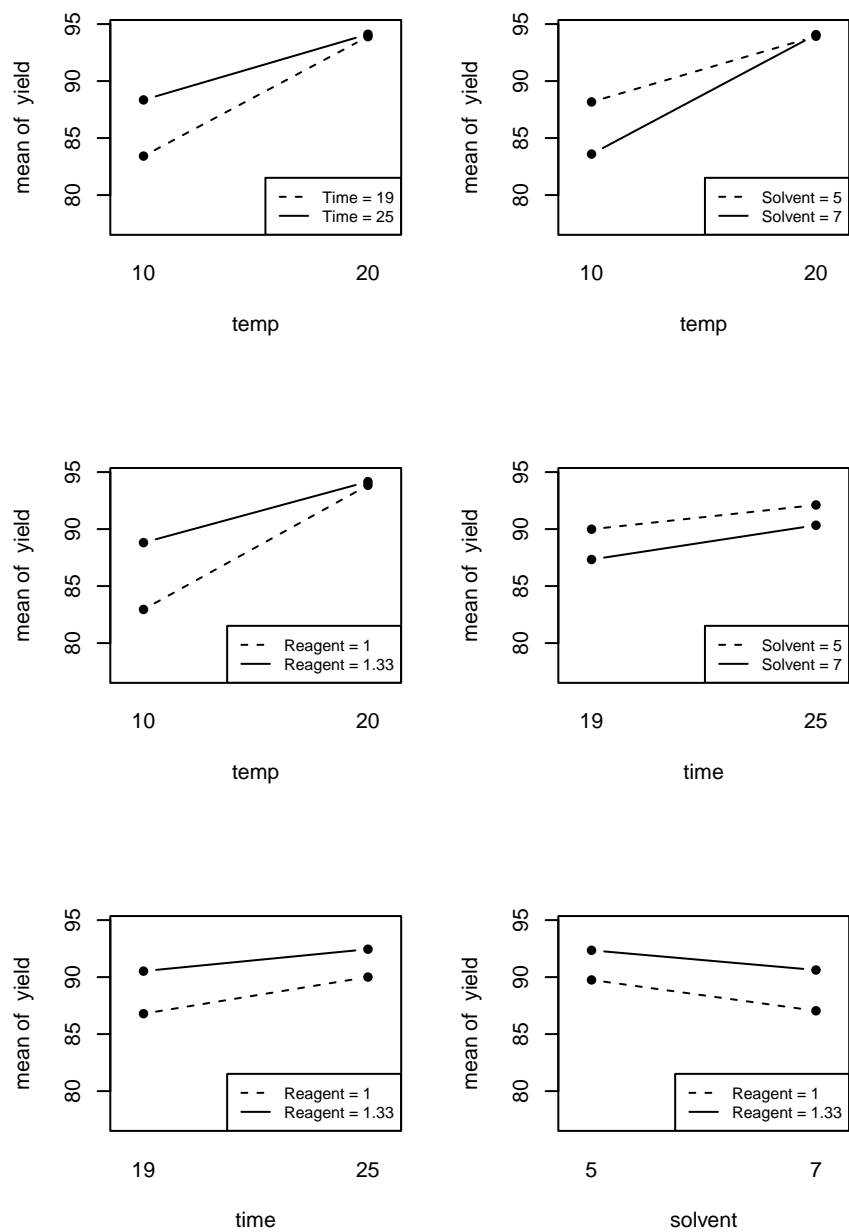 mean of yield
95
90
85
80
Time = 19
Time = 25
10
20
temp
mean of yield
95
90
85
80
Solvent = 5
Solvent = 7
10
20
temp
mean of yield
95
90
85
80
Reagent = 1
Reagent = 1.33
10
20
temp
mean of yield
95
90
85
80
Solvent = 5
Solvent = 7
19
25
time
mean of yield
95
90
85
80
Reagent = 1
Reagent = 1.33
19
25
time
mean of yield
95
90
85
80
Reagent = 1
Reagent = 1.33
5
7
solvent